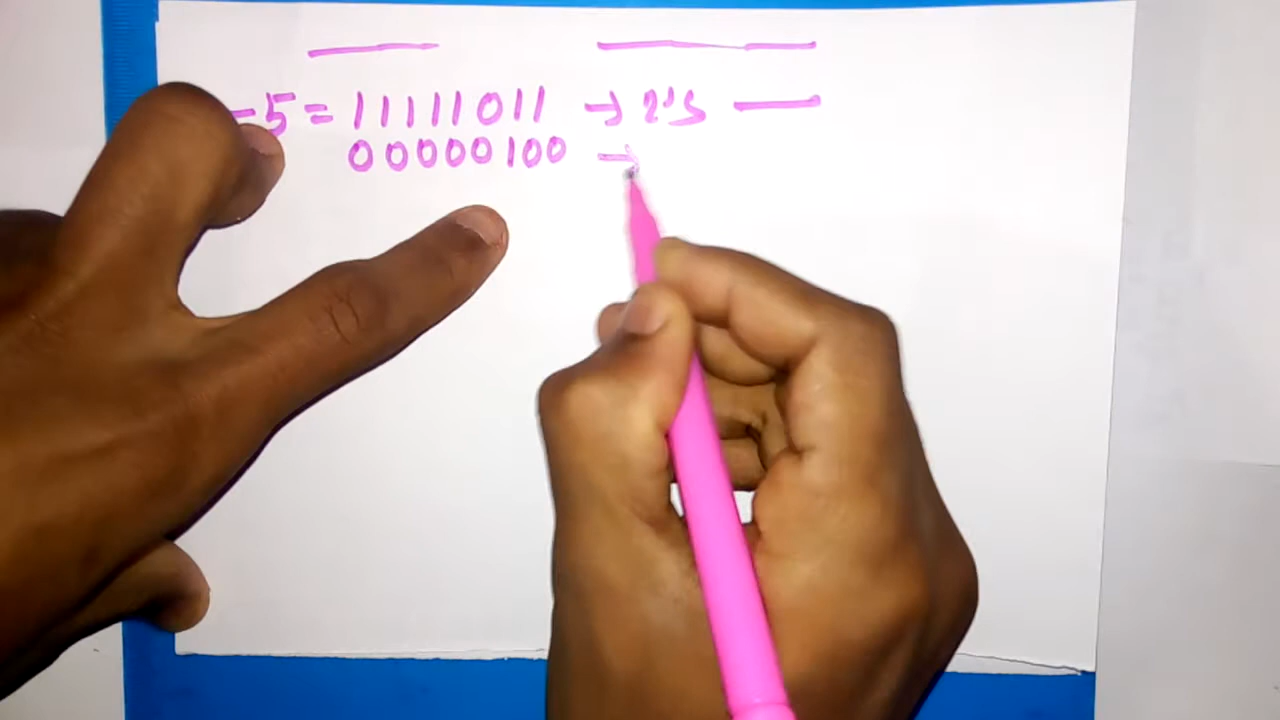 -5 = 11111011 → 2's —
00000100 →